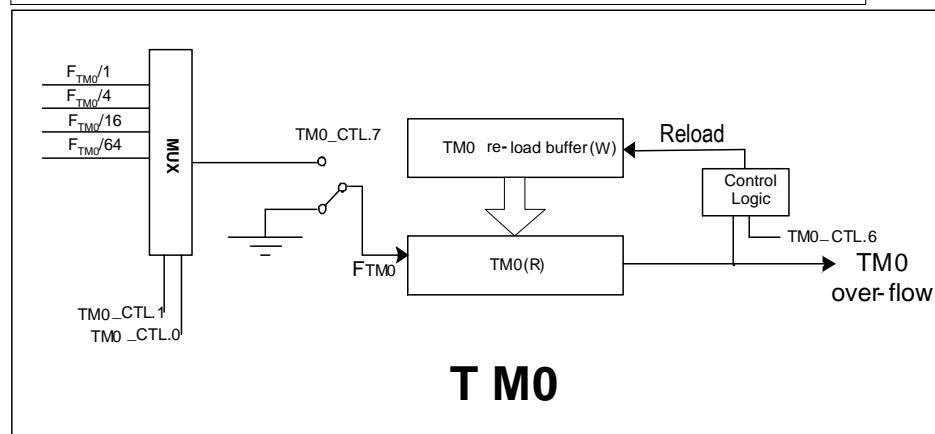 F_TM0/1
F_TM0/4
F_TM0/16
F_TM0/64
MUX
TM0_CTL.7
TM0 re-load buffer(W)
Reload
Control
Logic
TM0_CTL.6
FTM0
TM0(R)
TM0
over-flow
TM0_CTL.1
TM0_CTL.0
TM0